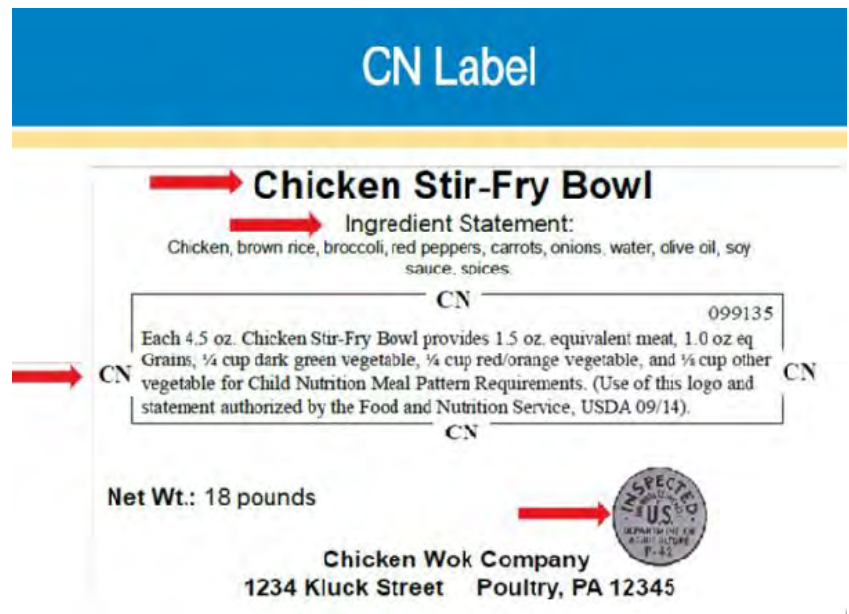 CN Label
Chicken Stir-Fry Bowl
Ingredient Statement:
Chicken, brown rice, broccoli, red peppers, carrots, onions, water, olive oil, soy
sauce, spices.
CN
099135
Each 4.5 oz. Chicken Stir-Fry Bowl provides 1.5 oz. equivalent meat, 1.0 oz eq
CN Grains, ¼ cup dark green vegetable, ¼ cup red/orange vegetable, and ⅛ cup other CN
vegetable for Child Nutrition Meal Pattern Requirements. (Use of this logo and
statement authorized by the Food and Nutrition Service, USDA 09/14).
CN
Net Wt.: 18 pounds
INSPECTED
U.S.
DEPARTMENT OF
AGRICULTURE
P-42
Chicken Wok Company
1234 Kluck Street Poultry, PA 12345